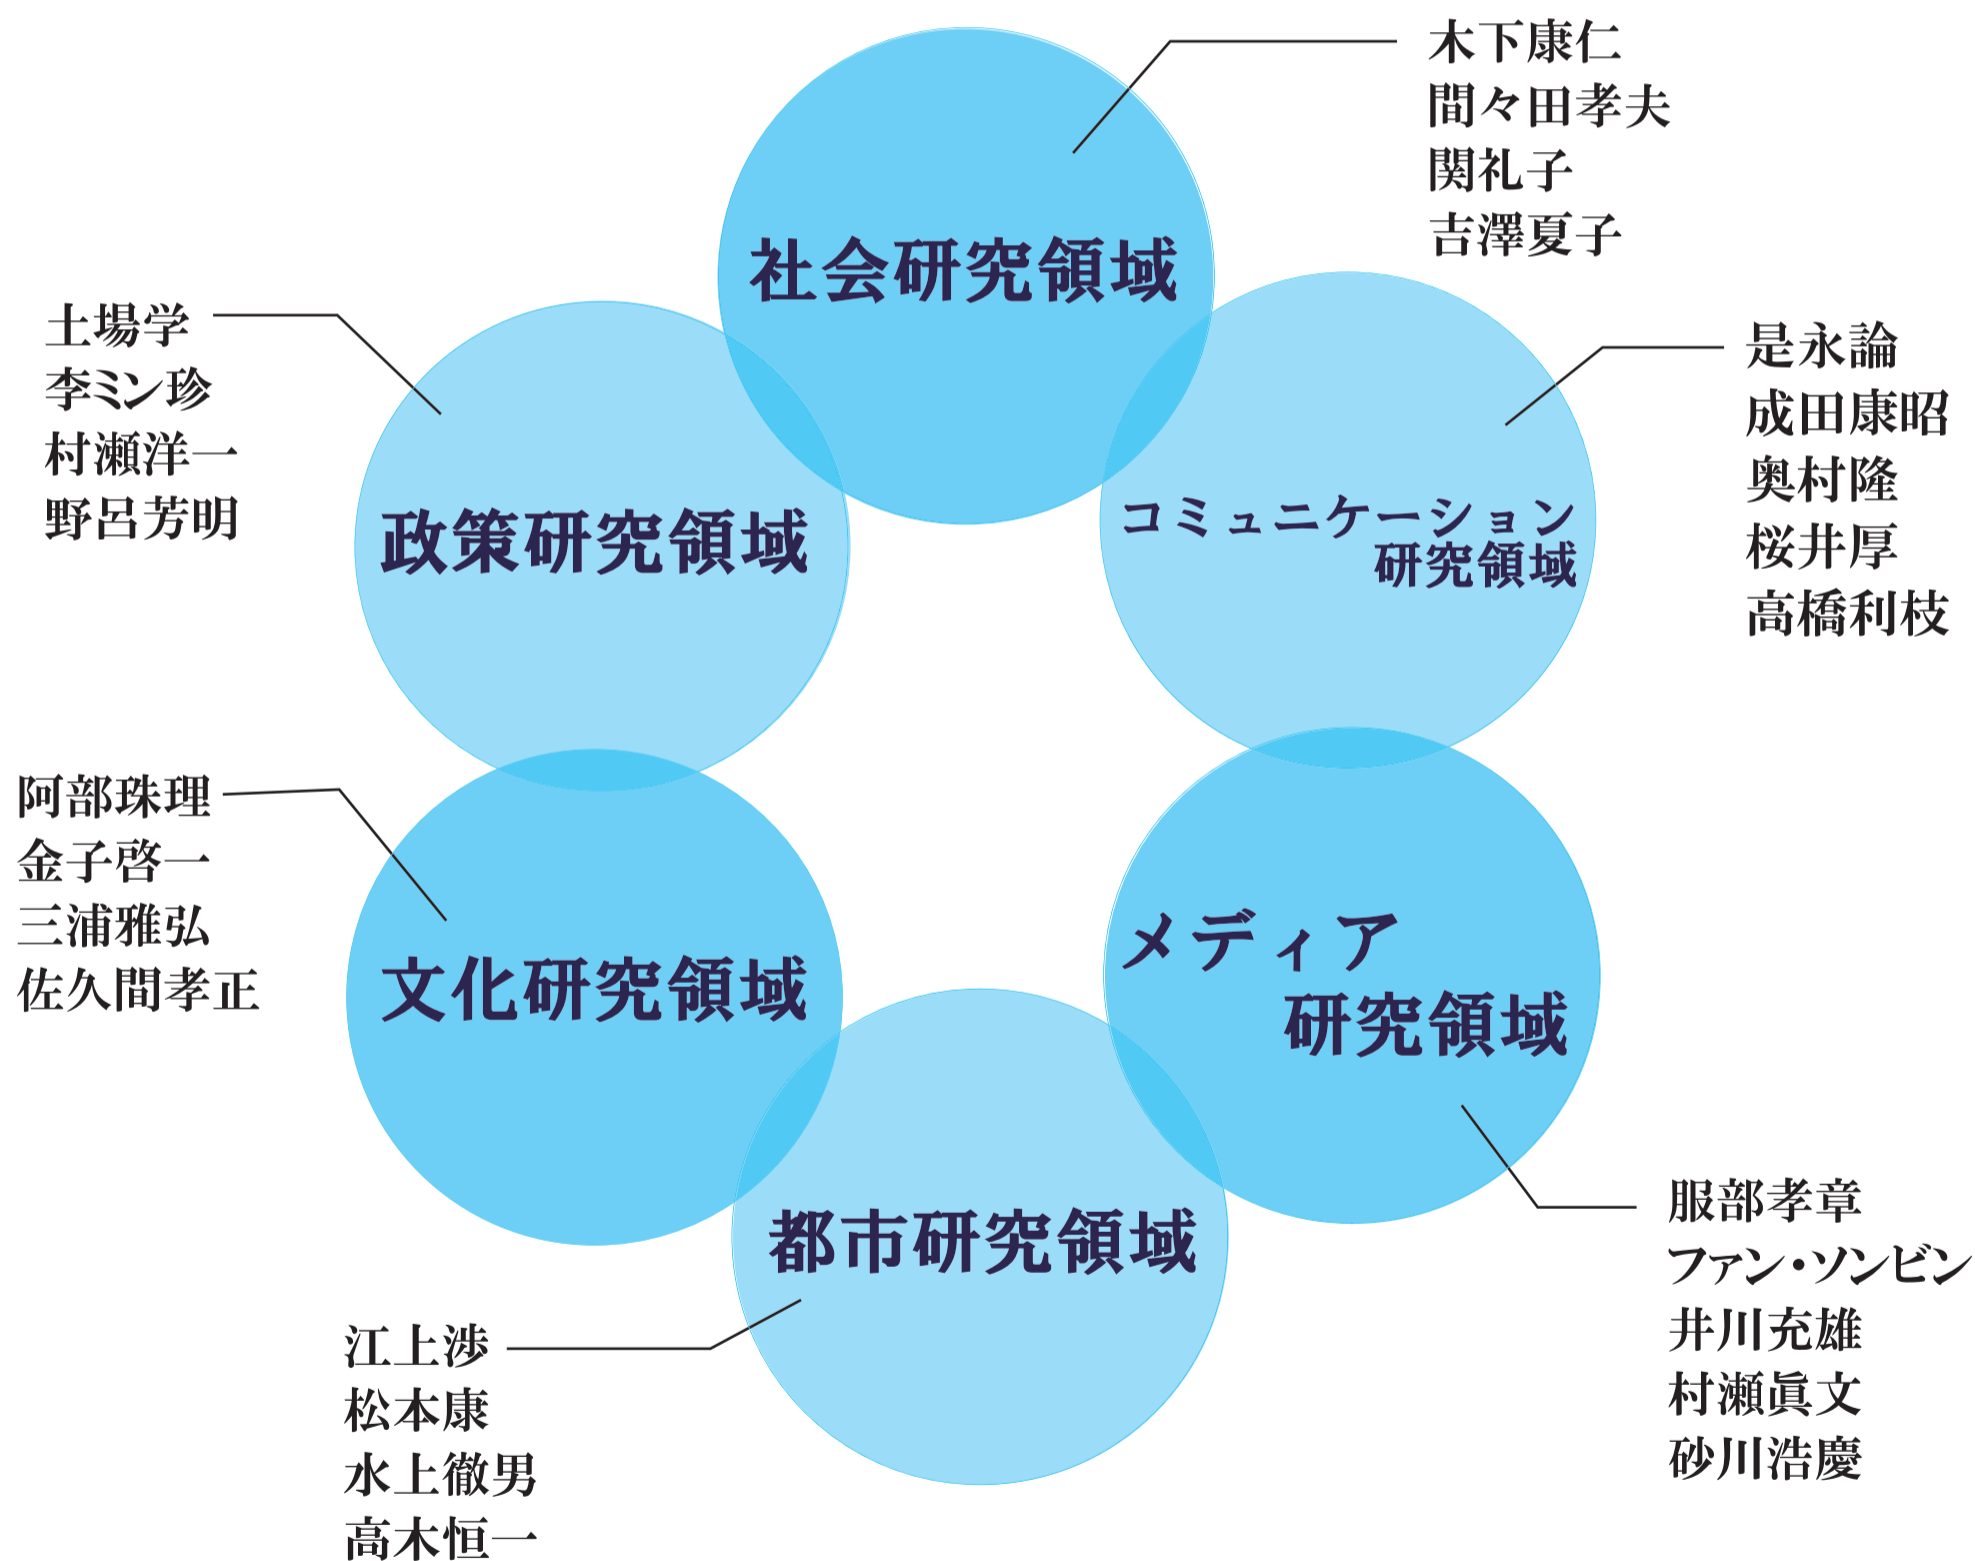 木下康仁
間々田孝夫
関礼子
吉澤夏子
社会研究領域
土場学
李ミン珍
村瀬洋一
野呂芳明
政策研究領域
是永論
成田康昭
奥村隆
桜井厚
高橋利枝
コミュニケーション
研究領域
阿部珠理
金子啓一
三浦雅弘
佐久間孝正
文化研究領域
メディア
研究領域
服部孝章
ファン・ソンビン
井川充雄
村瀬眞文
砂川浩慶
都市研究領域
江上渉
松本康
水上徹男
高木恒一